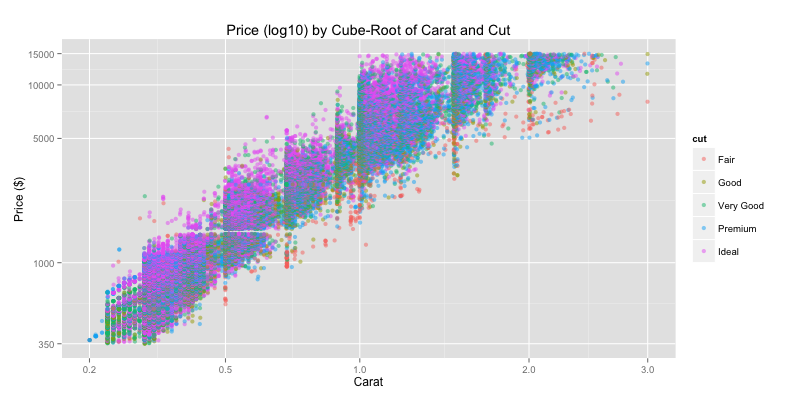 Price (log10) by Cube-Root of Carat and Cut
Price ($)
15000
10000
5000
1000
350
0.2 0.5 1.0 2.0 3.0
Carat
cut
Fair
Good
Very Good
Premium
Ideal